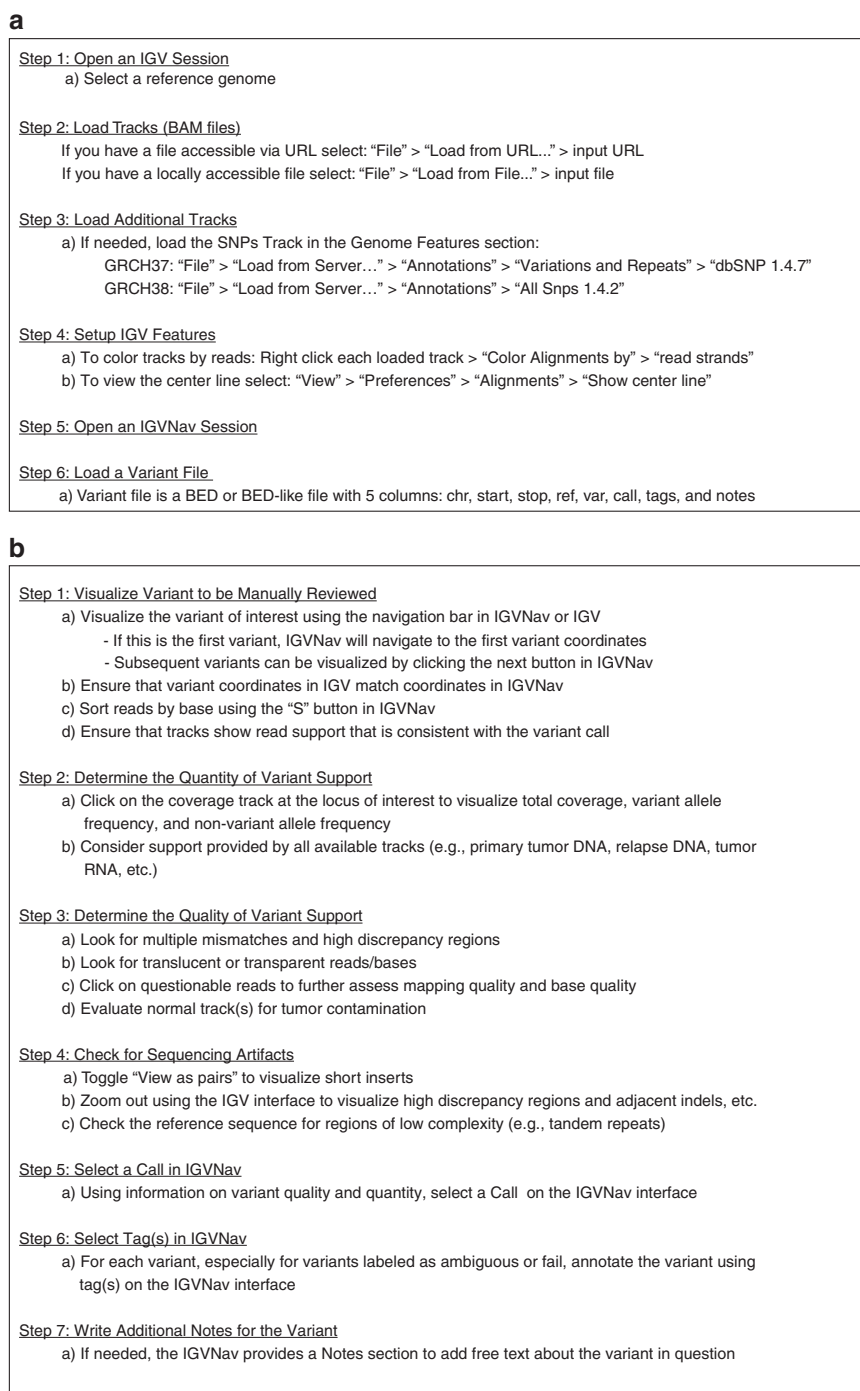 a
Step 1: Open an IGV Session
a) Select a reference genome
Step 2: Load Tracks (BAM files)
If you have a file accessible via URL select: “File” > “Load from URL...” > input URL
If you have a locally accessible file select: “File” > “Load from File...” > input file
Step 3: Load Additional Tracks
a) If needed, load the SNPs Track in the Genome Features section:
GRCH37: “File” > “Load from Server…” > “Annotations” > “Variations and Repeats” > “dbSNP 1.4.7”
GRCH38: “File” > “Load from Server…” > “Annotations” > “All Snps 1.4.2”
Step 4: Setup IGV Features
a) To color tracks by reads: Right click each loaded track > “Color Alignments by” > “read strands”
b) To view the center line select: “View” > “Preferences” > “Alignments” > “Show center line”
Step 5: Open an IGVNav Session
Step 6: Load a Variant File
a) Variant file is a BED or BED-like file with 5 columns: chr, start, stop, ref, var, call, tags, and notes
b
Step 1: Visualize Variant to be Manually Reviewed
a) Visualize the variant of interest using the navigation bar in IGVNav or IGV
- If this is the first variant, IGVNav will navigate to the first variant coordinates
- Subsequent variants can be visualized by clicking the next button in IGVNav
b) Ensure that variant coordinates in IGV match coordinates in IGVNav
c) Sort reads by base using the “S” button in IGVNav
d) Ensure that tracks show read support that is consistent with the variant call
Step 2: Determine the Quantity of Variant Support
a) Click on the coverage track at the locus of interest to visualize total coverage, variant allele
frequency, and non-variant allele frequency
b) Consider support provided by all available tracks (e.g., primary tumor DNA, relapse DNA, tumor
RNA, etc.)
Step 3: Determine the Quality of Variant Support
a) Look for multiple mismatches and high discrepancy regions
b) Look for translucent or transparent reads/bases
c) Click on questionable reads to further assess mapping quality and base quality
d) Evaluate normal track(s) for tumor contamination
Step 4: Check for Sequencing Artifacts
a) Toggle “View as pairs” to visualize short inserts
b) Zoom out using the IGV interface to visualize high discrepancy regions and adjacent indels, etc.
c) Check the reference sequence for regions of low complexity (e.g., tandem repeats)
Step 5: Select a Call in IGVNav
a) Using information on variant quality and quantity, select a Call on the IGVNav interface
Step 6: Select Tag(s) in IGVNav
a) For each variant, especially for variants labeled as ambiguous or fail, annotate the variant using
tag(s) on the IGVNav interface
Step 7: Write Additional Notes for the Variant
a) If needed, the IGVNav provides a Notes section to add free text about the variant in question